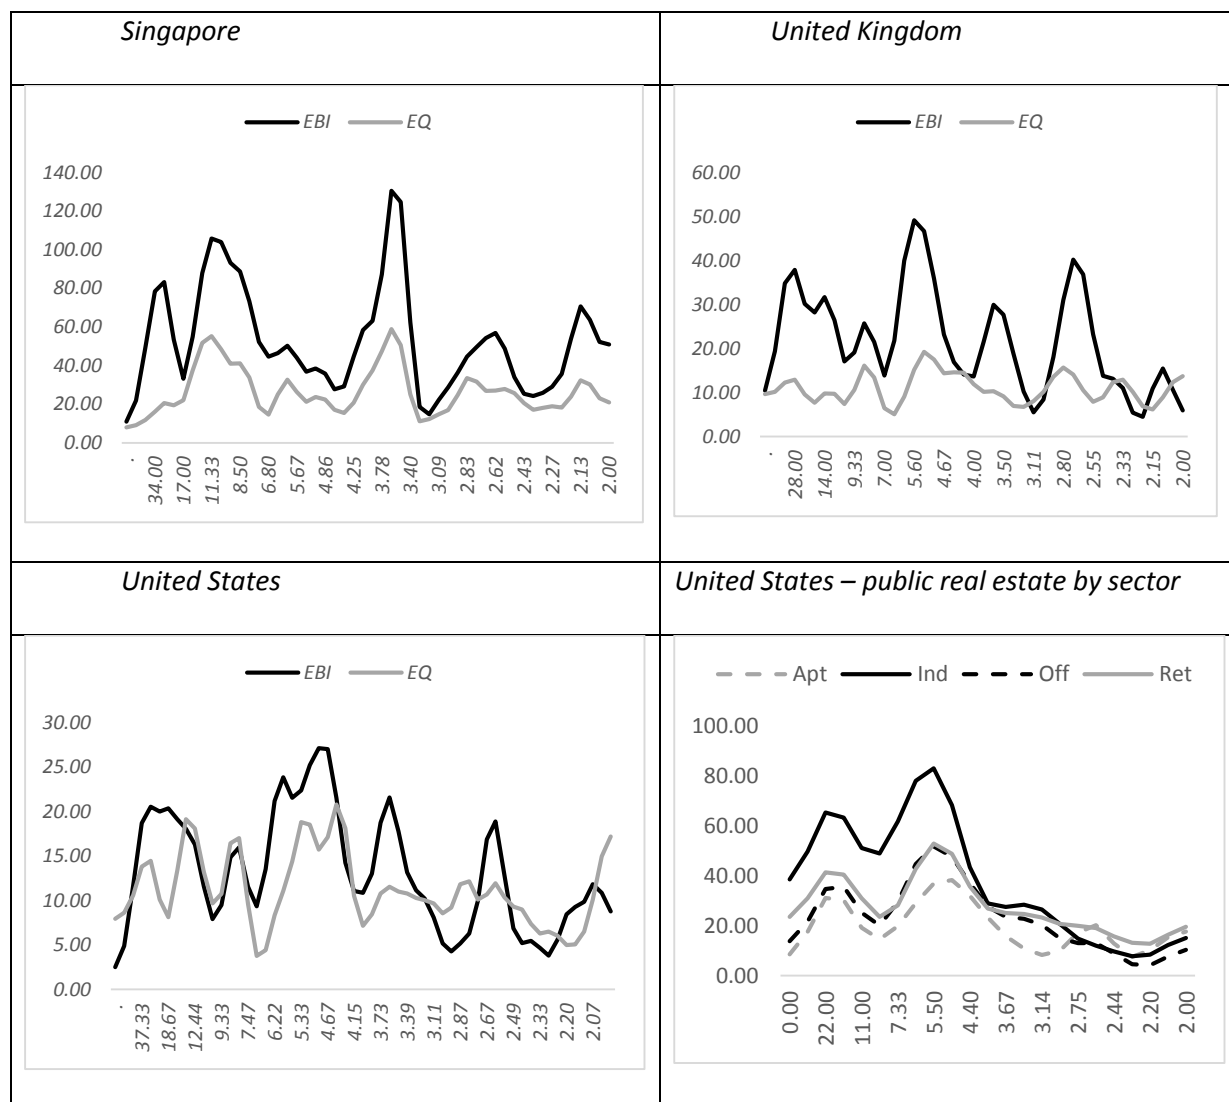 Singapore
United Kingdom
EBI EQ
140.00
120.00
100.00
80.00
60.00
40.00
20.00
0.00
. 34.00 17.00 11.33 8.50 6.80 5.67 4.86 4.25 3.78 3.40 3.09 2.83 2.62 2.43 2.27 2.13 2.00
EBI EQ
60.00
50.00
40.00
30.00
20.00
10.00
0.00
. 28.00 14.00 9.33 7.00 5.60 4.67 4.00 3.50 3.11 2.80 2.55 2.33 2.15 2.00
United States
United States – public real estate by sector
EBI EQ
30.00
25.00
20.00
15.00
10.00
5.00
0.00
. 37.33 18.67 12.44 9.33 7.47 6.22 5.33 4.67 4.15 3.73 3.39 3.11 2.87 2.67 2.49 2.33 2.20 2.07
Apt Ind Off Ret
100.00
80.00
60.00
40.00
20.00
0.00
0.00 22.00 11.00 7.33 5.50 4.40 3.67 3.14 2.75 2.44 2.20 2.00